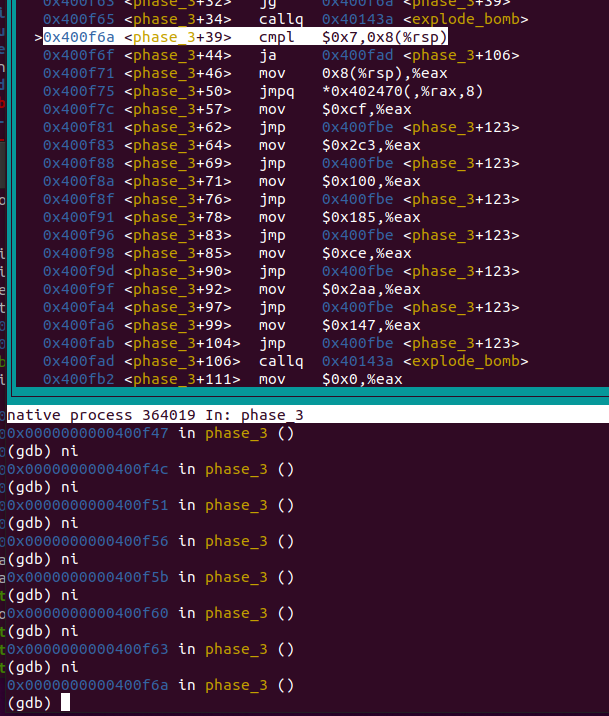 0x400f63 <phase_3+32> jg 0x400f6a <phase_3+39>
0x400f65 <phase_3+34> callq 0x40143a <explode_bomb>
>0x400f6a <phase_3+39> cmpl $0x7,0x8(%rsp)
0x400f6f <phase_3+44> ja 0x400fad <phase_3+106>
0x400f71 <phase_3+46> mov 0x8(%rsp),%eax
0x400f75 <phase_3+50> jmpq *0x402470(,%rax,8)
0x400f7c <phase_3+57> mov $0xcf,%eax
0x400f81 <phase_3+62> jmp 0x400fbe <phase_3+123>
0x400f83 <phase_3+64> mov $0x2c3,%eax
0x400f88 <phase_3+69> jmp 0x400fbe <phase_3+123>
0x400f8a <phase_3+71> mov $0x100,%eax
0x400f8f <phase_3+76> jmp 0x400fbe <phase_3+123>
0x400f91 <phase_3+78> mov $0x185,%eax
0x400f96 <phase_3+83> jmp 0x400fbe <phase_3+123>
0x400f98 <phase_3+85> mov $0xce,%eax
0x400f9d <phase_3+90> jmp 0x400fbe <phase_3+123>
0x400f9f <phase_3+92> mov $0x2aa,%eax
0x400fa4 <phase_3+97> jmp 0x400fbe <phase_3+123>
0x400fa6 <phase_3+99> mov $0x147,%eax
0x400fab <phase_3+104> jmp 0x400fbe <phase_3+123>
0x400fad <phase_3+106> callq 0x40143a <explode_bomb>
0x400fb2 <phase_3+111> mov $0x0,%eax
native process 364019 In: phase_3
0x0000000000400f47 in phase_3 ()
(gdb) ni
0x0000000000400f4c in phase_3 ()
(gdb) ni
0x0000000000400f51 in phase_3 ()
(gdb) ni
0x0000000000400f56 in phase_3 ()
(gdb) ni
0x0000000000400f5b in phase_3 ()
(gdb) ni
0x0000000000400f60 in phase_3 ()
(gdb) ni
0x0000000000400f63 in phase_3 ()
(gdb) ni
0x0000000000400f6a in phase_3 ()
(gdb)